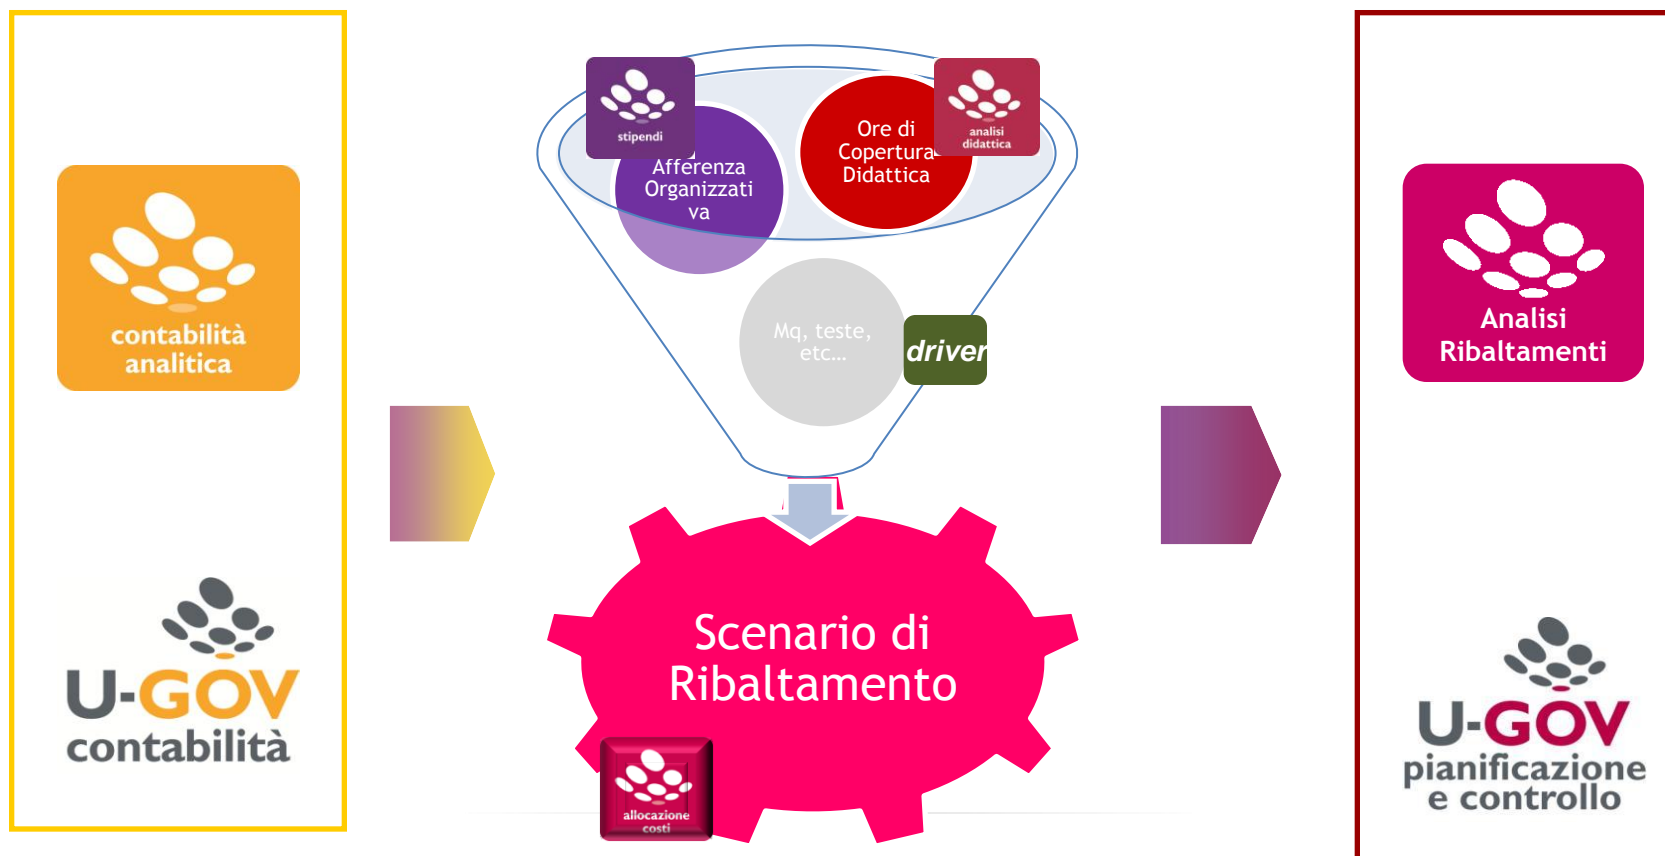 contabilità
analitica
U-GOV
contabilità
stipendi
Afferenza
Organizzati
va
Ore di
Copertura
Didattica
analisi
didattica
Mq, teste,
etc...
driver
Scenario di
Ribaltamento
allocazione
costi
Analisi
Ribaltamenti
U-GOV
pianificazione
e controllo